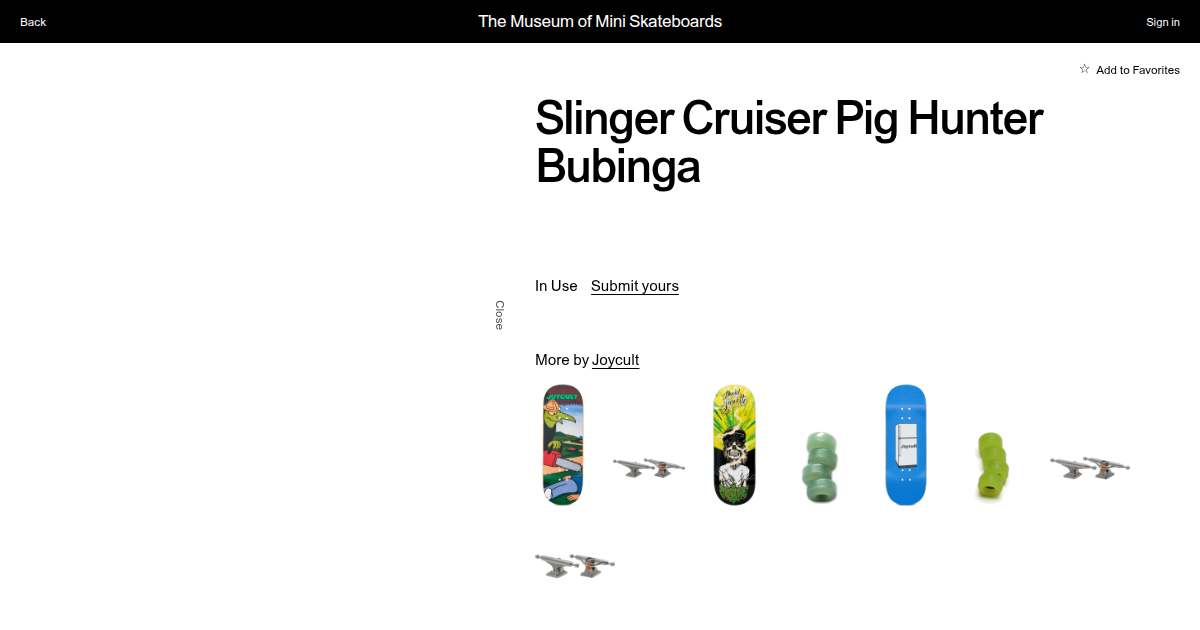 Back
The Museum of Mini Skateboards
Sign in
☆ Add to Favorites
Slinger Cruiser Pig Hunter
Bubinga
In Use Submit yours
Close
More by Joycult
JOYCULT